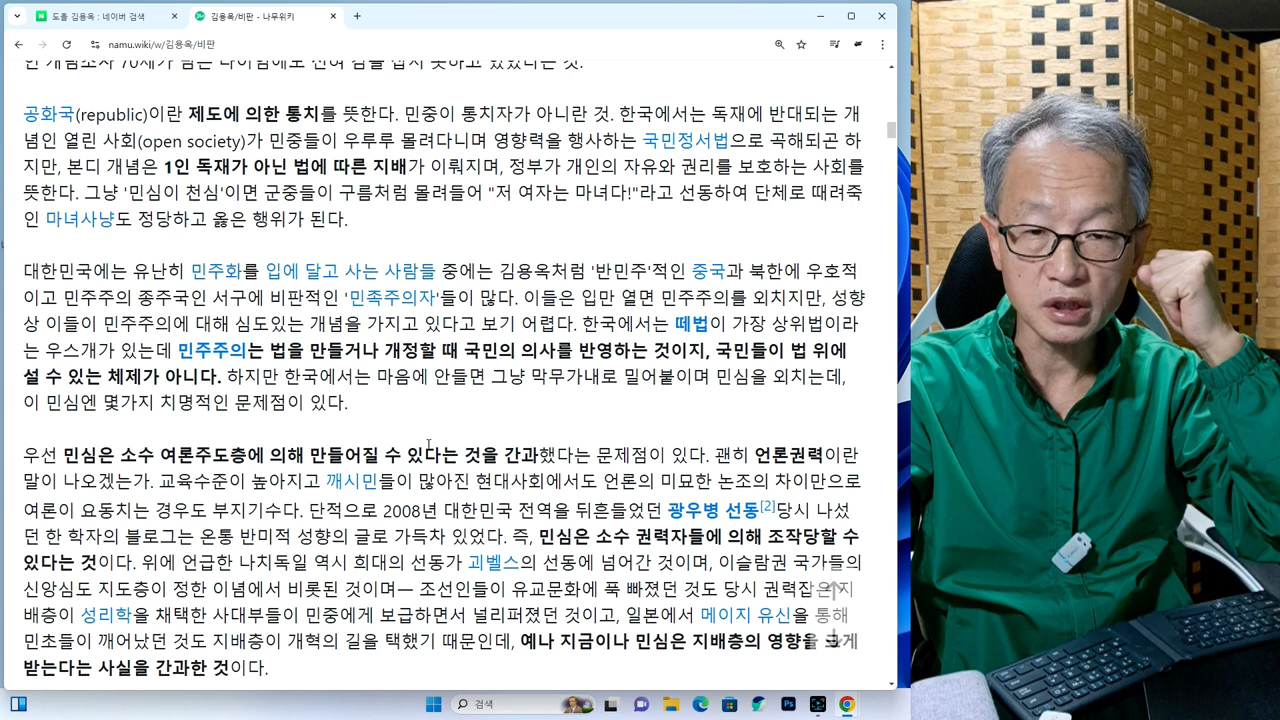 도올 김용옥 : 네이버 검색
김용옥/비판 - 나무위키
namu.wiki/w/김용옥/비판
공화국(republic)이란 제도에 의한 통치를 뜻한다. 민중이 통치자가 아니란 것. 한국에서는 독재에 반대되는 개
념인 열린 사회(open society)가 민중들이 우루루 몰려다니며 영향력을 행사하는 국민정서법으로 곡해되곤 하
지만, 본디 개념은 1인 독재가 아닌 법에 따른 지배가 이뤄지며, 정부가 개인의 자유와 권리를 보호하는 사회를
뜻한다. 그냥 '민심이 천심'이면 군중들이 구름처럼 몰려들어 "저 여자는 마녀다!"라고 선동하여 단체로 때려죽
인 마녀사냥도 정당하고 옳은 행위가 된다.
대한민국에는 유난히 민주화를 입에 달고 사는 사람들 중에는 김용옥처럼 '반민주'적인 중국과 북한에 우호적
이고 민주주의 종주국인 서구에 비판적인 '민족주의자'들이 많다. 이들은 입만 열면 민주주의를 외치지만, 성향
상 이들이 민주주의에 대해 심도있는 개념을 가지고 있다고 보기 어렵다. 한국에서는 떼법이 가장 상위법이라
는 우스개가 있는데 민주주의는 법을 만들거나 개정할 때 국민의 의사를 반영하는 것이지, 국민들이 법 위에
설 수 있는 체제가 아니다. 하지만 한국에서는 마음에 안들면 그냥 막무가내로 밀어붙이며 민심을 외치는데,
이 민심엔 몇가지 치명적인 문제점이 있다.
우선 민심은 소수 여론주도층에 의해 만들어질 수 있다는 것을 간과했다는 문제점이 있다. 괜히 언론권력이란
말이 나오겠는가. 교육수준이 높아지고 깨시민들이 많아진 현대사회에서도 언론의 미묘한 논조의 차이만으로
여론이 요동치는 경우도 부지기수다. 단적으로 2008년 대한민국 전역을 뒤흔들었던 광우병 선동[2]당시 나섰
던 한 학자의 블로그는 온통 반미적 성향의 글로 가득차 있었다. 즉, 민심은 소수 권력자들에 의해 조작당할 수
있다는 것이다. 위에 언급한 나치독일 역시 희대의 선동가 괴벨스의 선동에 넘어간 것이며, 이슬람권 국가들의
신앙심도 지도층이 정한 이념에서 비롯된 것이며— 조선인들이 유교문화에 푹 빠졌던 것도 당시 권력잡은 지
배층이 성리학을 채택한 사대부들이 민중에게 보급하면서 널리퍼졌던 것이고, 일본에서 메이지 유신을 통해
민초들이 깨어났던 것도 지배층이 개혁의 길을 택했기 때문인데, 예나 지금이나 민심은 지배층의 영향을 크게
받는다는 사실을 간과한 것이다.
검색
Ps